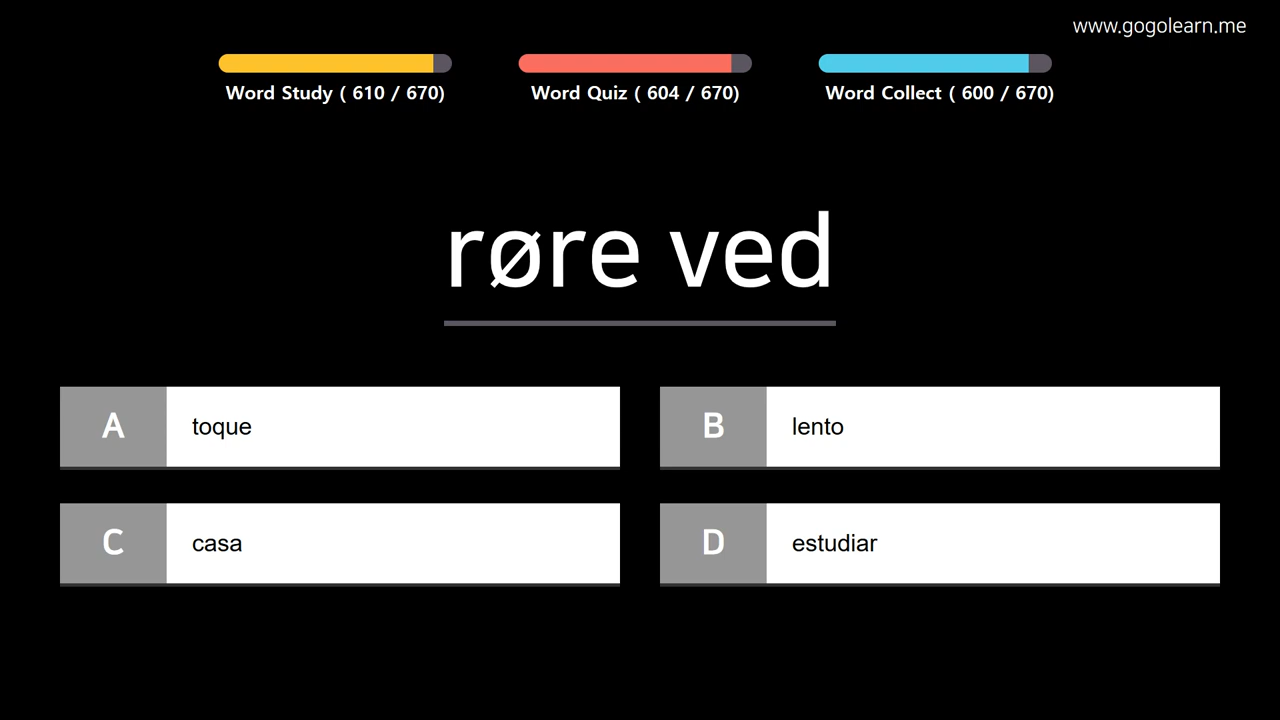 www.gogolearn.me
Word Study ( 610 / 670)
Word Quiz ( 604 / 670)
Word Collect ( 600 / 670)
røre ved
A toque
B lento
C casa
D estudiar